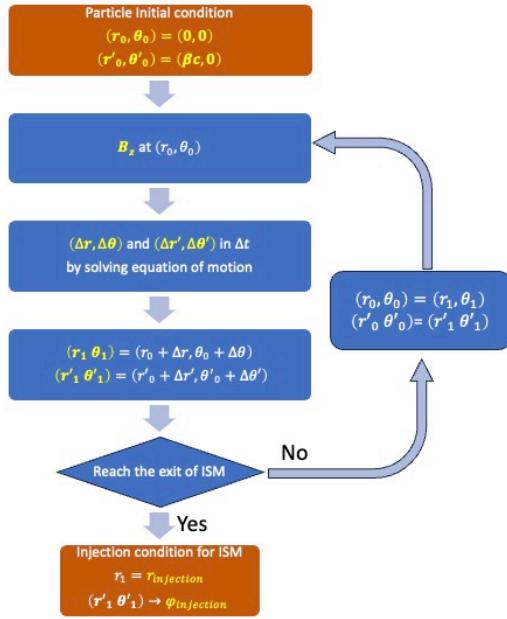 Particle Initial condition
(r₀, θ₀) = (0, 0)
(r'₀, θ'₀) = (βc, 0)
B_z at (r₀, θ₀)
(Δr, Δθ) and (Δr', Δθ') in Δt
by solving equation of motion
(r₁ θ₁) = (r₀ + Δr, θ₀ + Δθ)
(r'₁ θ'₁) = (r'₀ + Δr', θ'₀ + Δθ')
(r₀, θ₀) = (r₁, θ₁)
(r'₀ θ'₀)= (r'₁ θ'₁)
Reach the exit of ISM
No
Yes
Injection condition for ISM
r₁ = r_injection
(r'₁ θ'₁) → φ_injection